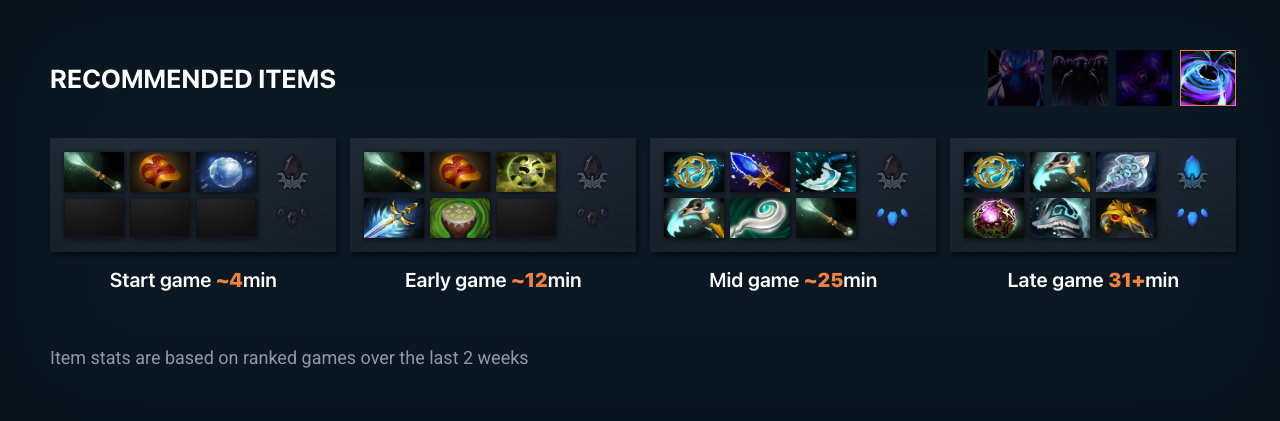 RECOMMENDED ITEMS
Start game ~4min
Early game ~12min
Mid game ~25min
Late game 31+min
Item stats are based on ranked games over the last 2 weeks